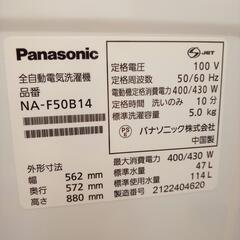 Panasonic
全自動電気洗濯機
品番
NA-F50B14
外形寸法
幅 562 mm
奥行 572 mm
高さ 880 mm
JET
定格電圧 100 V
定格周波数 50/60 Hz
電動機定格消費電力 400/430 W
定格時間 洗いのみ 10 分
標準洗濯容量 5.0 kg
PS E
パナソニック株式会社
中国製
最大消費電力 400/430 W
標準水量 47 L
標準使用水量 114 L
製造番号 2122404620